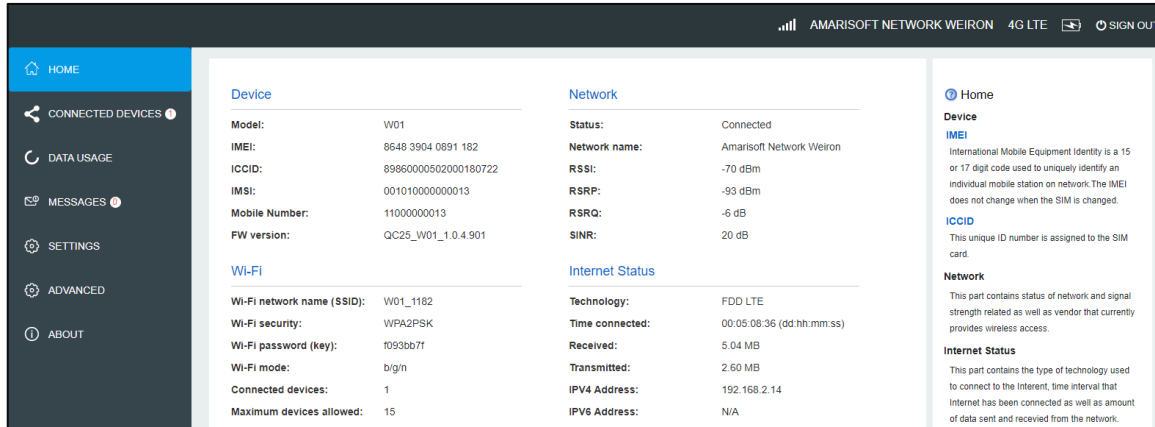 AMARISOFT NETWORK WEIRON 4G LTE SIGN OUT
HOME
CONNECTED DEVICES 1
DATA USAGE
MESSAGES 0
SETTINGS
ADVANCED
ABOUT
Device
Model: W01
IMEI: 8648 3904 0891 182
ICCID: 89860000502000180722
IMSI: 001010000000013
Mobile Number: 11000000013
FW version: QC25_W01_1.0.4.901
Network
Status: Connected
Network name: Amarisoft Network Weiron
RSSI: -70 dBm
RSRP: -93 dBm
RSRQ: -6 dB
SINR: 20 dB
Wi-Fi
Wi-Fi network name (SSID): W01_1182
Wi-Fi security: WPA2PSK
Wi-Fi password (key): f093bb7f
Wi-Fi mode: b/g/n
Connected devices: 1
Maximum devices allowed: 15
Internet Status
Technology: FDD LTE
Time connected: 00:05:08:36 (dd:hh:mm:ss)
Received: 5.04 MB
Transmitted: 2.60 MB
IPV4 Address: 192.168.2.14
IPV6 Address: N/A
Home
Device
IMEI
International Mobile Equipment Identity is a 15
or 17 digit code used to uniquely identify an
individual mobile station on network.The IMEI
does not change when the SIM is changed.
ICCID
This unique ID number is assigned to the SIM
card.
Network
This part contains status of network and signal
strength related as well as vendor that currently
provides wireless access.
Internet Status
This part contains the type of technology used
to connect to the Interent, time interval that
Internet has been connected as well as amount
of data sent and recevied from the network.